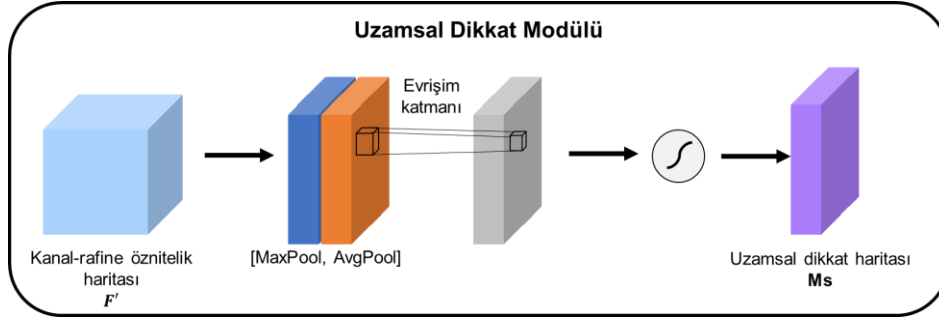 Uzamsal Dikkat Modülü
Evrişim
katmanı
Kanal-rafine öznitelik
haritası
F'
[MaxPool, AvgPool]
Uzamsal dikkat haritası
Ms